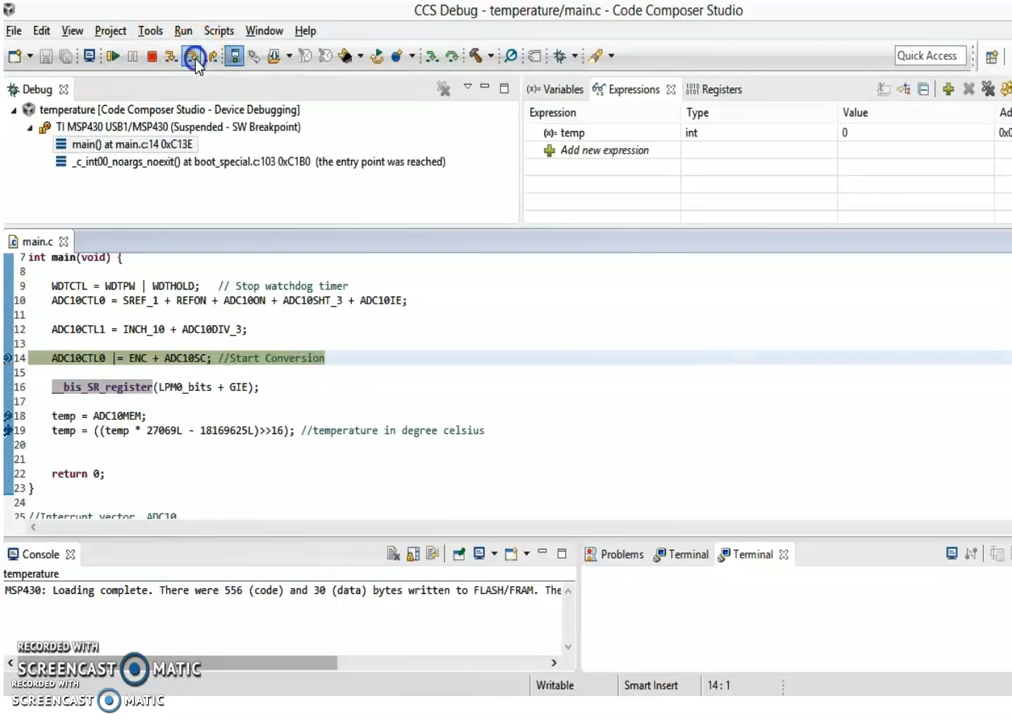 CCS Debug - temperature/main.c - Code Composer Studio
File Edit View Project Tools Run Scripts Window Help
Quick Access
Debug
temperature [Code Composer Studio - Device Debugging]
TI MSP430 USB1/MSP430 (Suspended - SW Breakpoint)
main() at main.c:14 0xC13E
_c_int00_noargs_noexit() at boot_special.c:103 0xC1B0 (the entry point was reached)
(x)= Variables Expressions Registers
Expression Type Value Ad
(x)= temp int 0 0x0
Add new expression
main.c
7 int main(void) {
8
9 WDTCTL = WDTPW | WDTHOLD; // Stop watchdog timer
10 ADC10CTL0 = SREF_1 + REFON + ADC10ON + ADC10SHT_3 + ADC10IE;
11
12 ADC10CTL1 = INCH_10 + ADC10DIV_3;
13
14 ADC10CTL0 |= ENC + ADC10SC; //Start Conversion
15
16 __bis_SR_register(LPM0_bits + GIE);
17
18 temp = ADC10MEM;
19 temp = ((temp * 27069L - 18169625L)>>16); //temperature in degree celsius
20
21
22 return 0;
23 }
24
25 //Interrupt vector ADC10
Console
temperature
MSP430: Loading complete. There were 556 (code) and 30 (data) bytes written to FLASH/FRAM. The
Problems Terminal Terminal
RECORDED WITH
SCREENCAST MATIC
RECORDED WITH
SCREENCAST MATIC
Writable Smart Insert 14 : 1